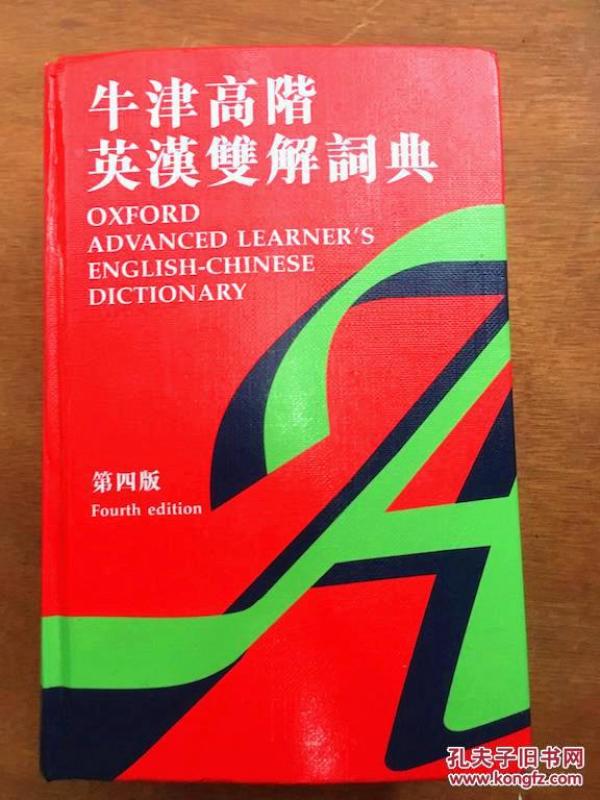 牛津高階
英漢雙解詞典
OXFORD
ADVANCED LEARNER'S
ENGLISH-CHINESE
DICTIONARY
第四版
Fourth edition
孔夫子旧书网
www.kongfz.com